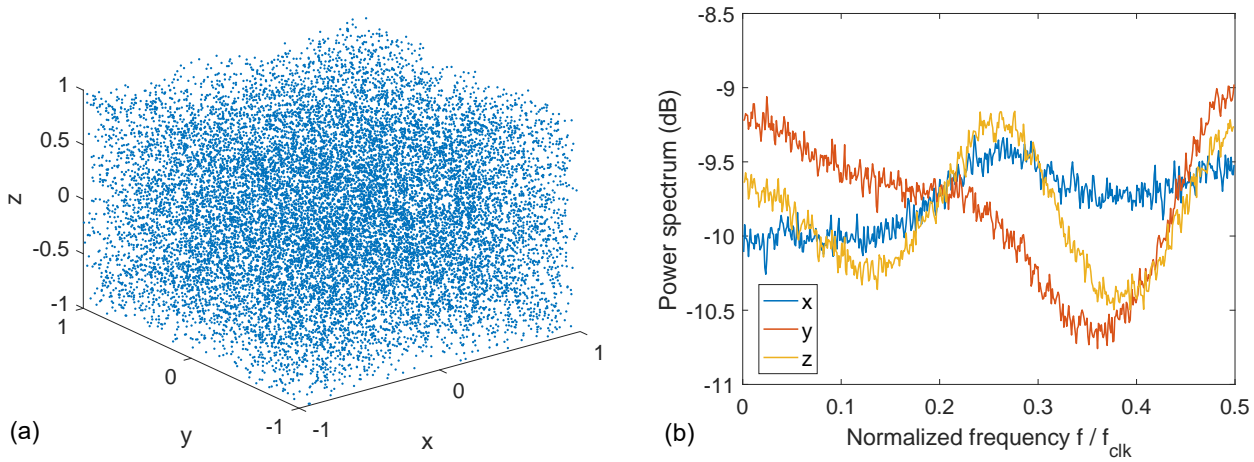 1
0.5
0
-0.5
-1
z
1
0
-1
y
-1
0
1
x
(a)
-8.5
-9
-9.5
-10
-10.5
-11
Power spectrum (dB)
x
y
z
0
0.1
0.2
0.3
0.4
0.5
Normalized frequency f / f_clk
(b)